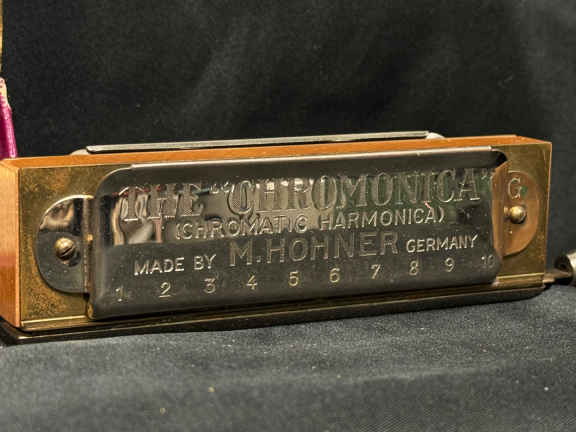 THE "CHROMONICA" G
(CHROMATIC HARMONICA)
MADE BY M. HOHNER GERMANY
1 2 3 4 5 6 7 8 9 10